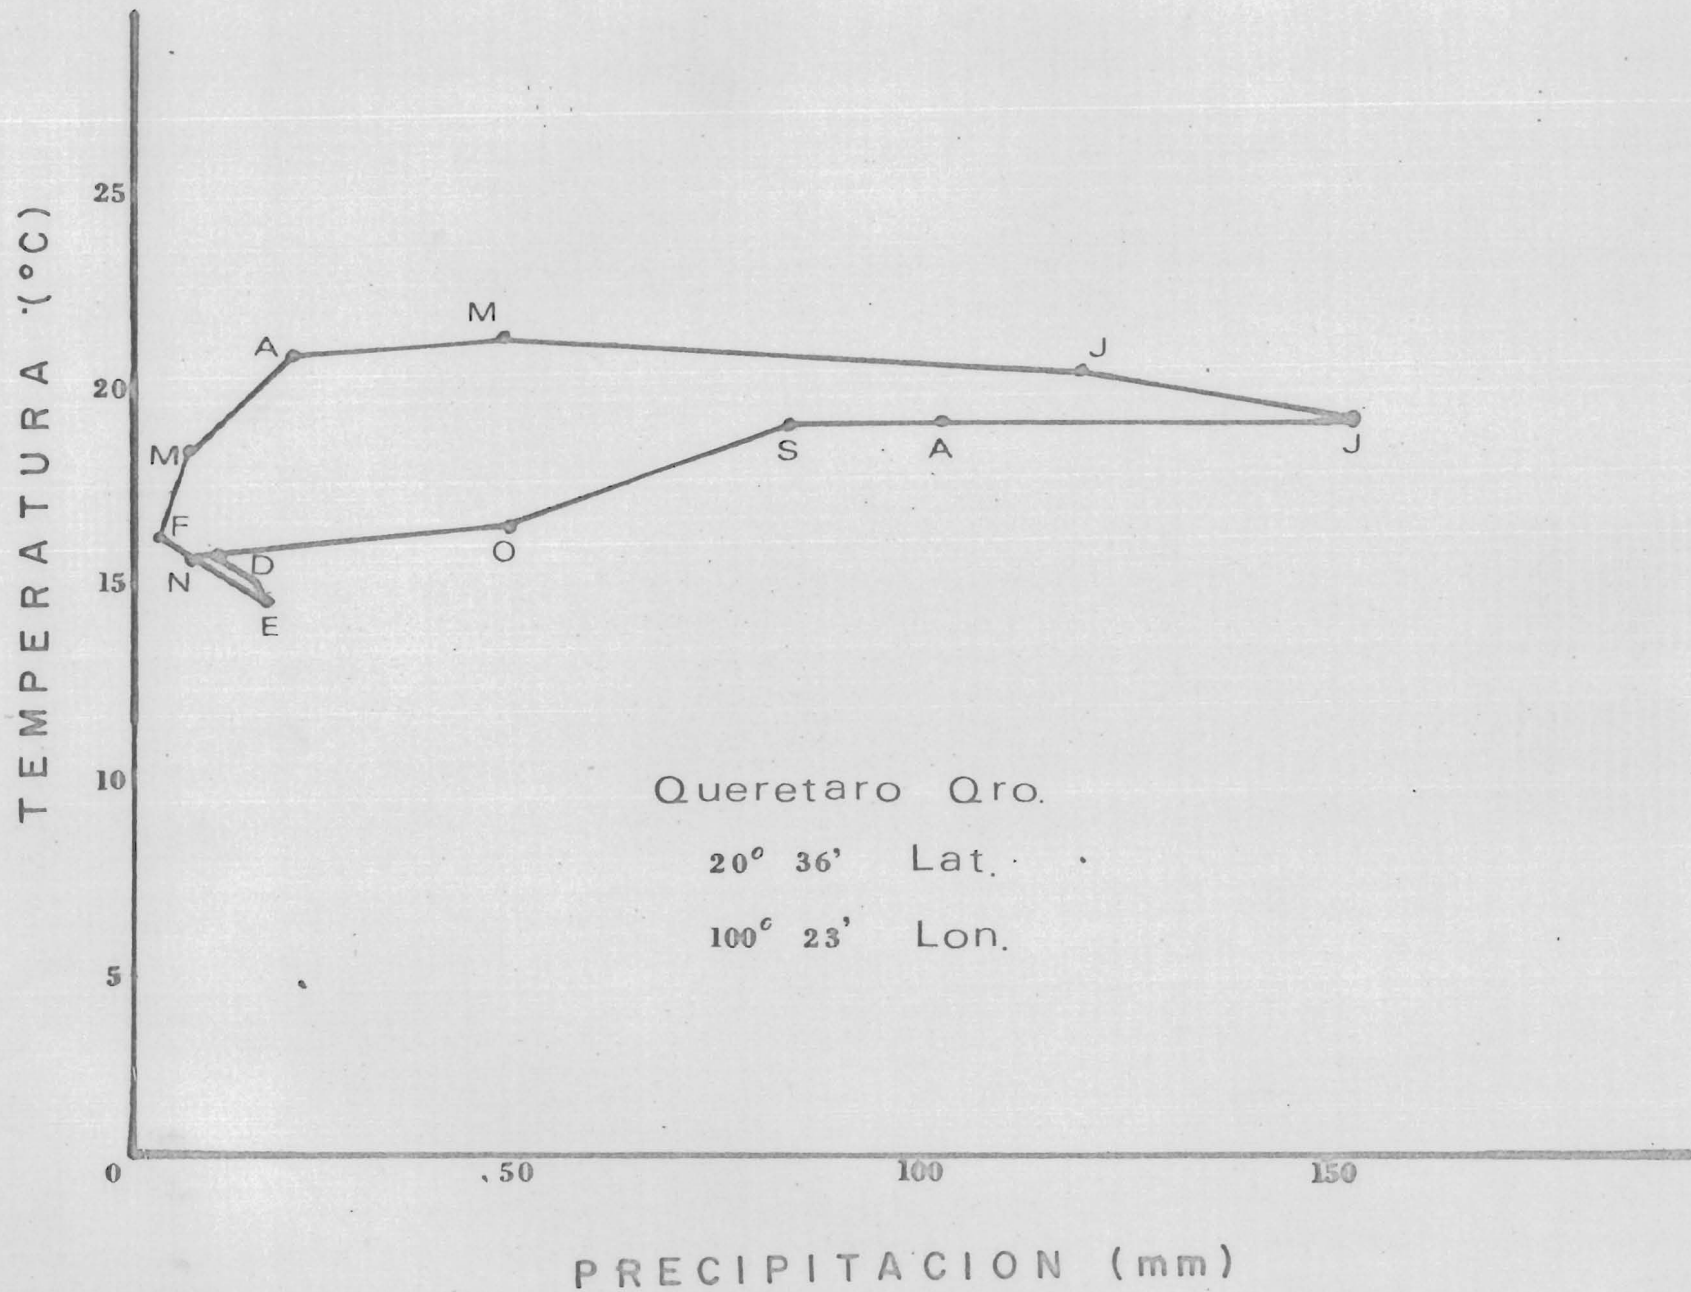 TEMPERATURA (°C)
25
20
15
10
5
0
M
A
J
A
M
F
S
A
J
O
N
D
E
Queretaro Qro.
20° 36' Lat.
100° 23' Lon.
50
100
150
PRECIPITACION (mm)